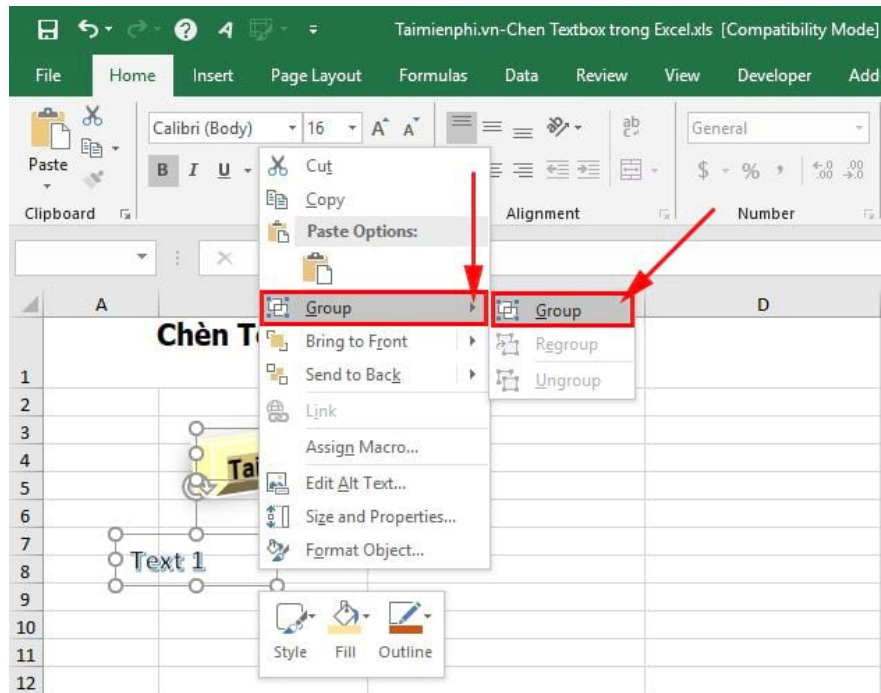 Taimienphi.vn-Chen Textbox trong Excel.xls [Compatibility Mode]
File Home Insert Page Layout Formulas Data Review View Developer Add
Calibri (Body) 16 A A ab General
Paste B I U $ % , .00
Clipboard Alignment Number
A D
Cut
Copy
Paste Options:
Group Group
Bring to Front Regroup
Send to Back Ungroup
Link
Assign Macro...
Edit Alt Text...
Size and Properties...
Format Object...
Chèn T
1
2
3
4
Tai
5
6
7
Text 1
8
9
10
Style Fill Outline
11
12